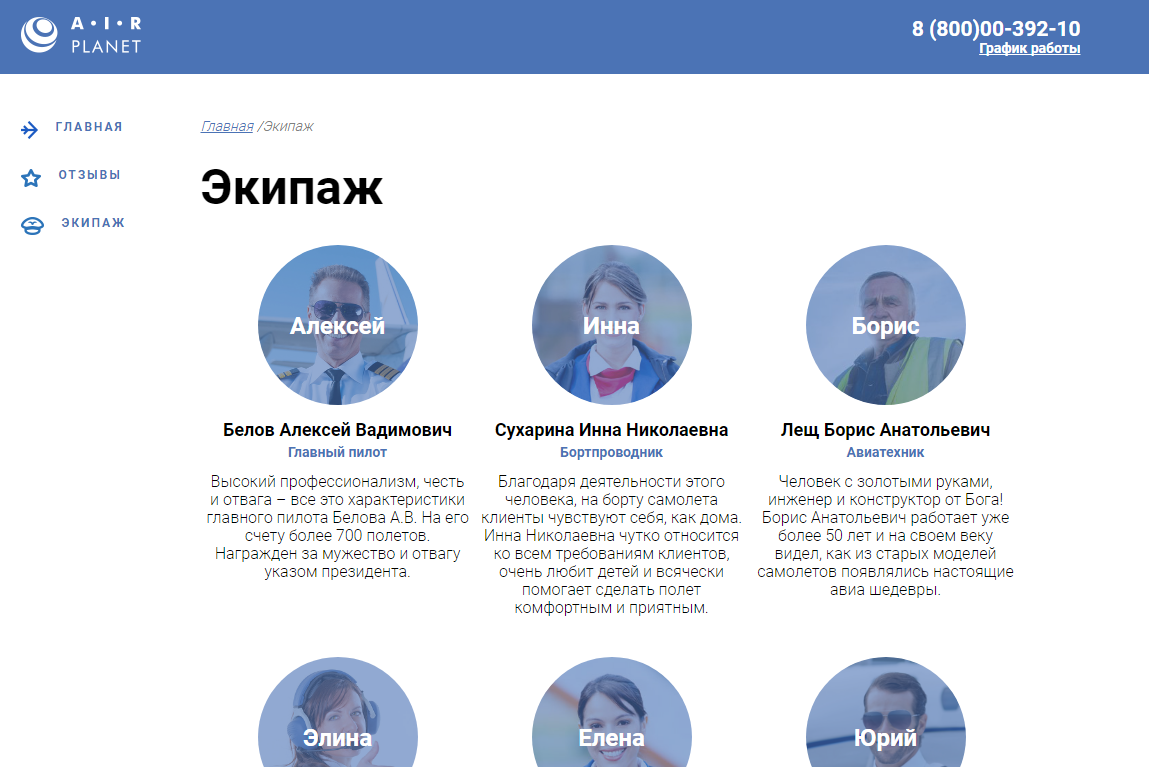 A·I·R
PLANET
8 (800)00-392-10
График работы
ГЛАВНАЯ
ОТЗЫВЫ
ЭКИПАЖ
Главная /Экипаж
Экипаж
Алексей
Белов Алексей Вадимович
Главный пилот
Высокий профессионализм, честь
и отвага – все это характеристики
главного пилота Белова А.В. На его
счету более 700 полетов.
Награжден за мужество и отвагу
указом президента.
Инна
Сухарина Инна Николаевна
Бортпроводник
Благодаря деятельности этого
человека, на борту самолета
клиенты чувствуют себя, как дома.
Инна Николаевна чутко относится
ко всем требованиям клиентов,
очень любит детей и всячески
помогает сделать полет
комфортным и приятным.
Борис
Лещ Борис Анатольевич
Авиатехник
Человек с золотыми руками,
инженер и конструктор от Бога!
Борис Анатольевич работает уже
более 50 лет и на своем веку
видел, как из старых моделей
самолетов появлялись настоящие
авиа шедевры.
Элина
Елена
Юрий